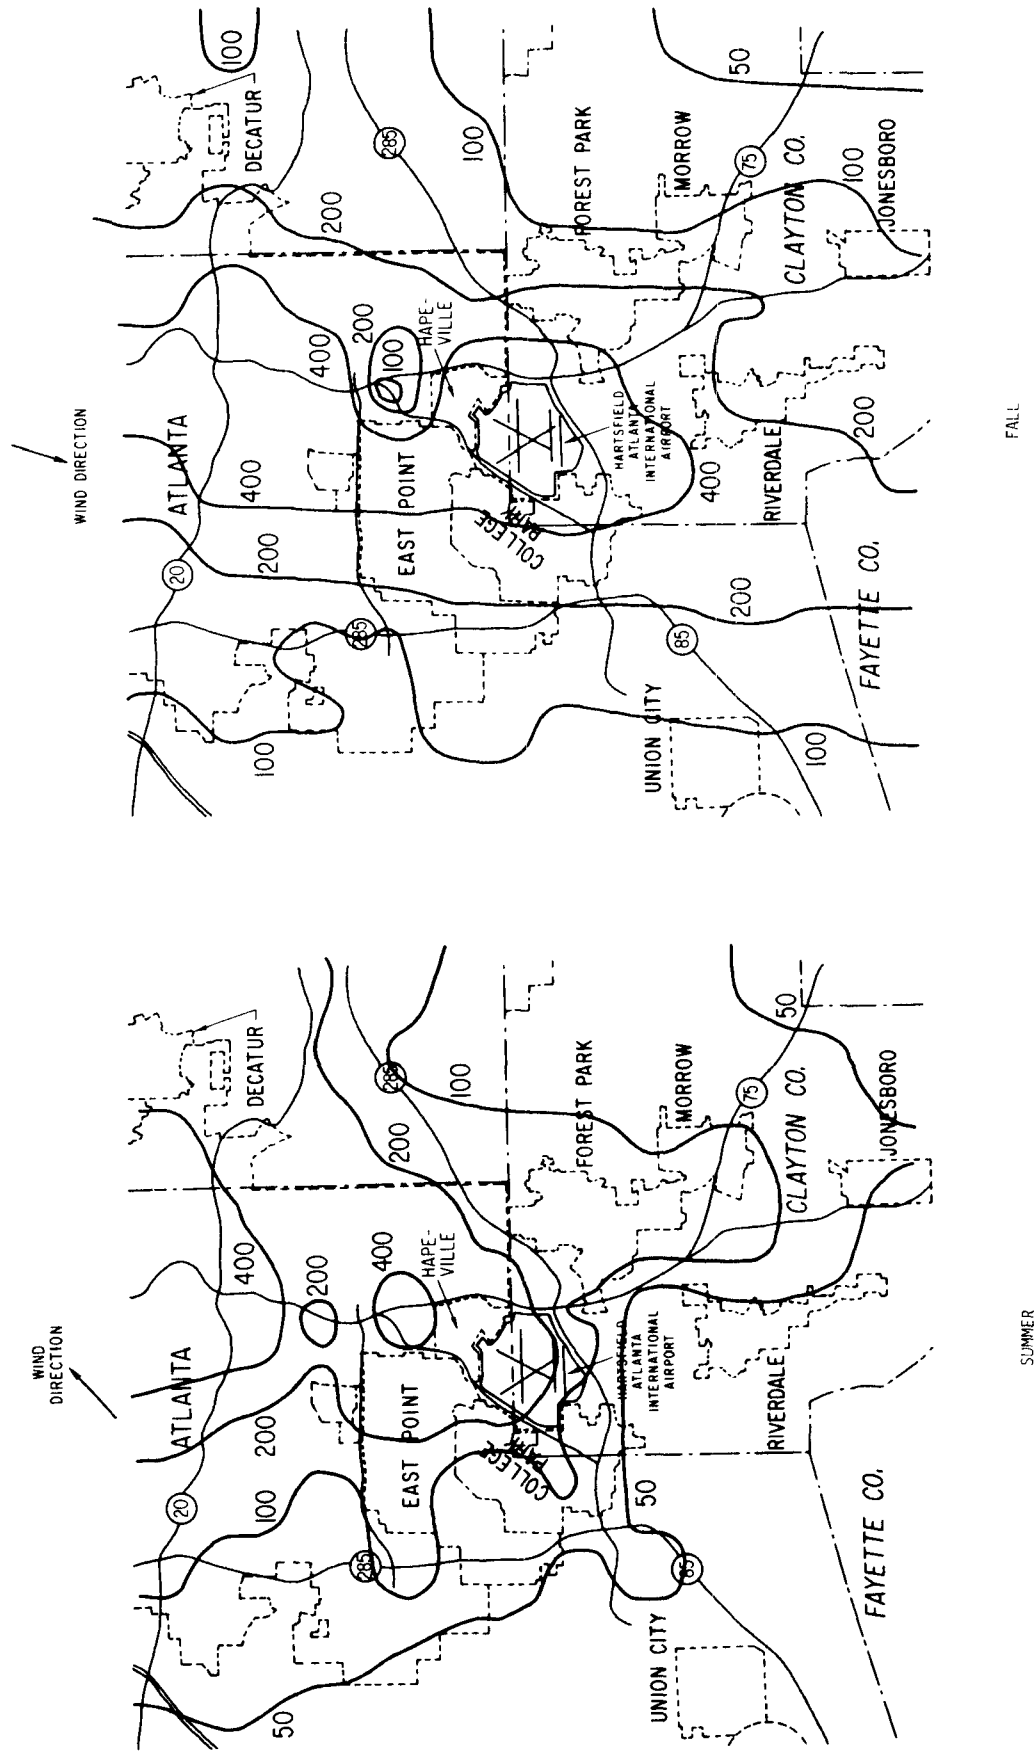 WIND DIRECTION
ATLANTA
DECATUR
100
20
400
200
200
100
285
285
400
200
100
HAPE-
VILLE
EAST POINT
COLLEGE
PARK
HARTSFIELD
ATLANTA
INTERNATIONAL
AIRPORT
100
FOREST PARK
MORROW
50
75
CLAYTON CO.
100
JONESBORO
400
200
85
UNION CITY
RIVERDALE
200
100
FAYETTE CO.
FALL
WIND
DIRECTION
ATLANTA
DECATUR
20
400
200
200
100
50
285
285
400
200
100
HAPE-
VILLE
EAST POINT
COLLEGE
PARK
HARTSFIELD
ATLANTA
INTERNATIONAL
AIRPORT
FOREST PARK
MORROW
50
75
CLAYTON CO.
JONESBORO
50
85
UNION CITY
RIVERDALE
FAYETTE CO.
SUMMER